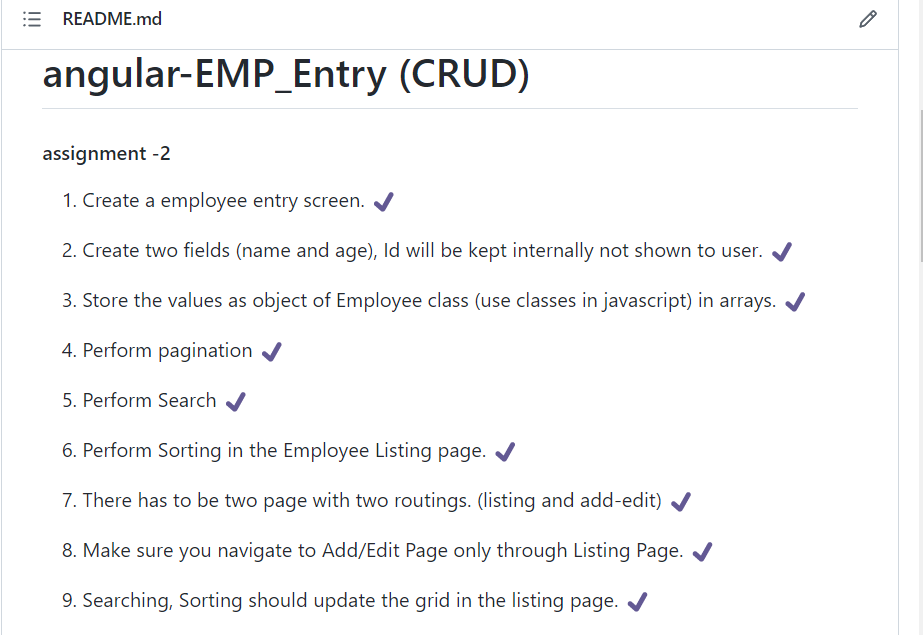 README.md
angular-EMP_Entry (CRUD)
assignment -2
1. Create a employee entry screen. ✔
2. Create two fields (name and age), Id will be kept internally not shown to user. ✔
3. Store the values as object of Employee class (use classes in javascript) in arrays. ✔
4. Perform pagination ✔
5. Perform Search ✔
6. Perform Sorting in the Employee Listing page. ✔
7. There has to be two page with two routings. (listing and add-edit) ✔
8. Make sure you navigate to Add/Edit Page only through Listing Page. ✔
9. Searching, Sorting should update the grid in the listing page. ✔